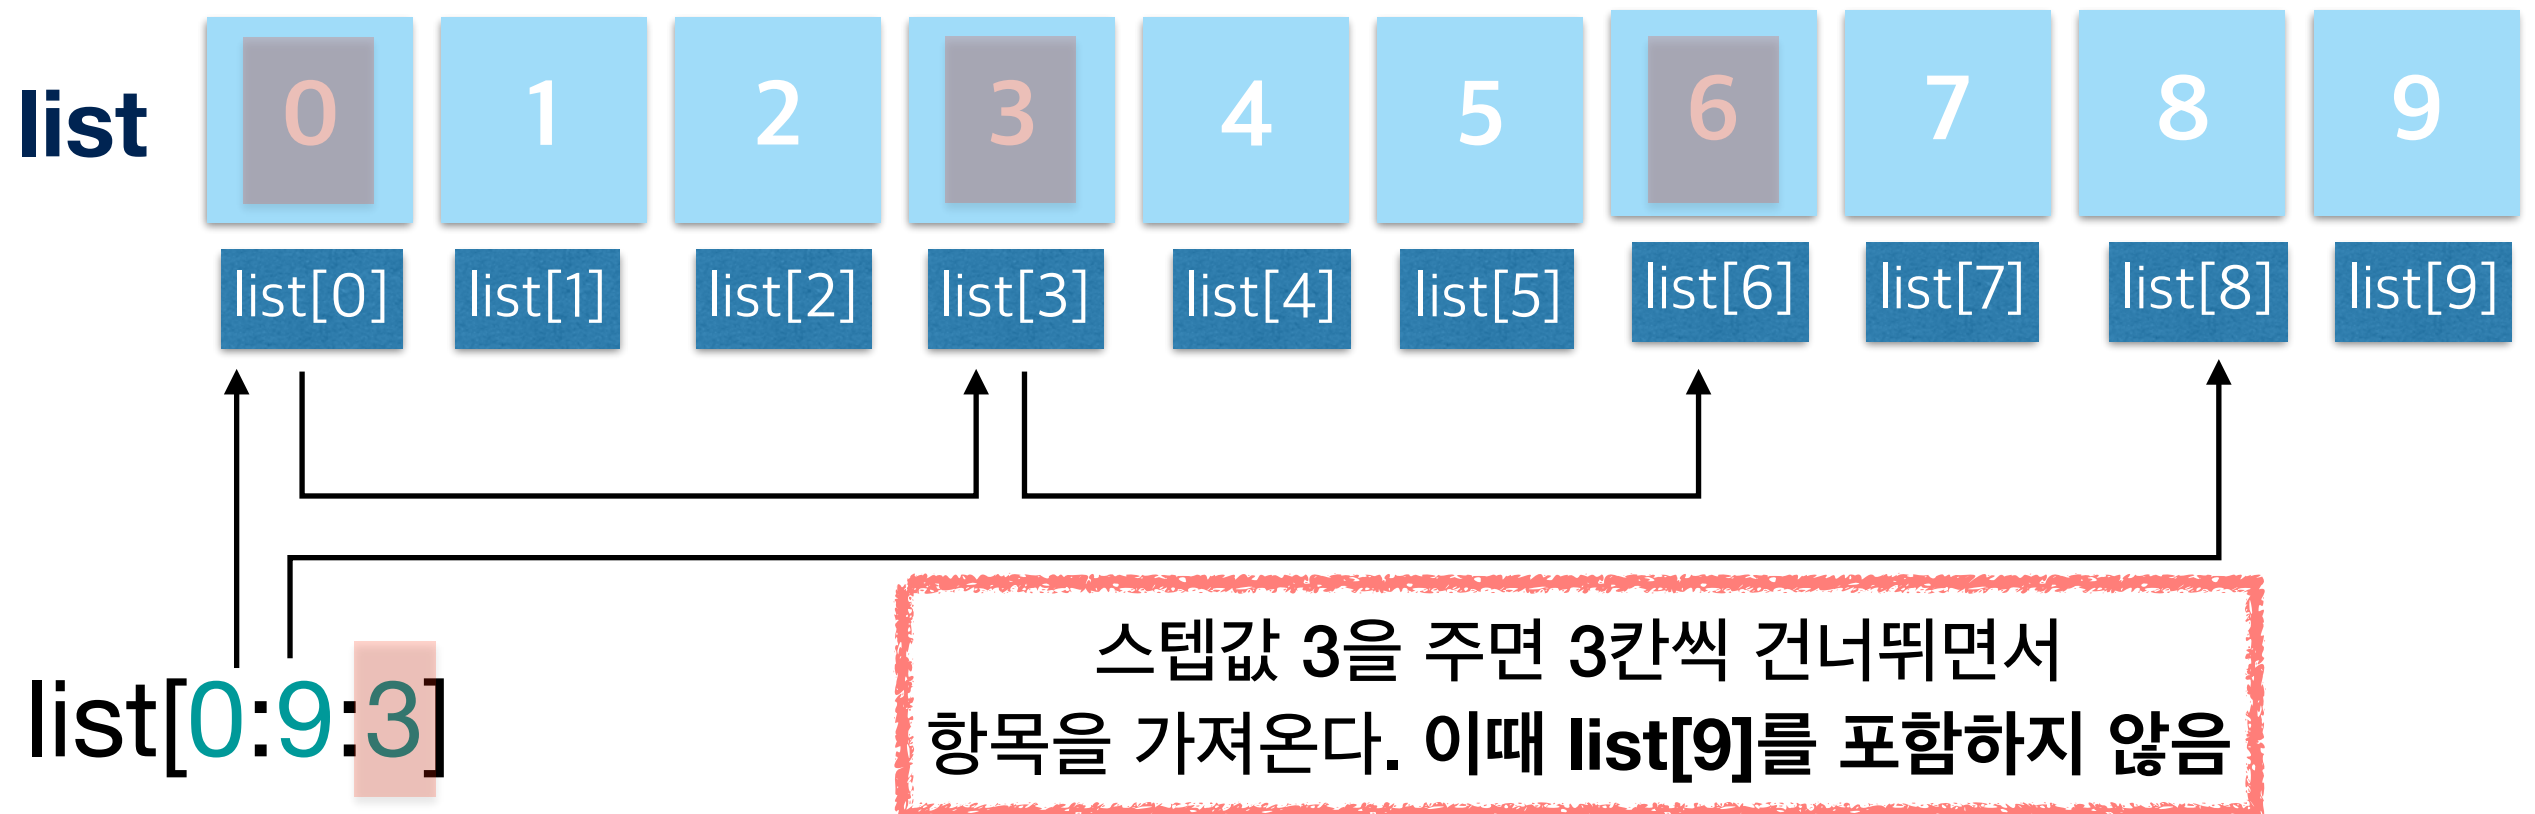 list 0 1 2 3 4 5 6 7 8 9
list[0] list[1] list[2] list[3] list[4] list[5] list[6] list[7] list[8] list[9]
list[0:9:3]
스텝값 3을 주면 3칸씩 건너뛰면서
항목을 가져온다. 이때 list[9]를 포함하지 않음